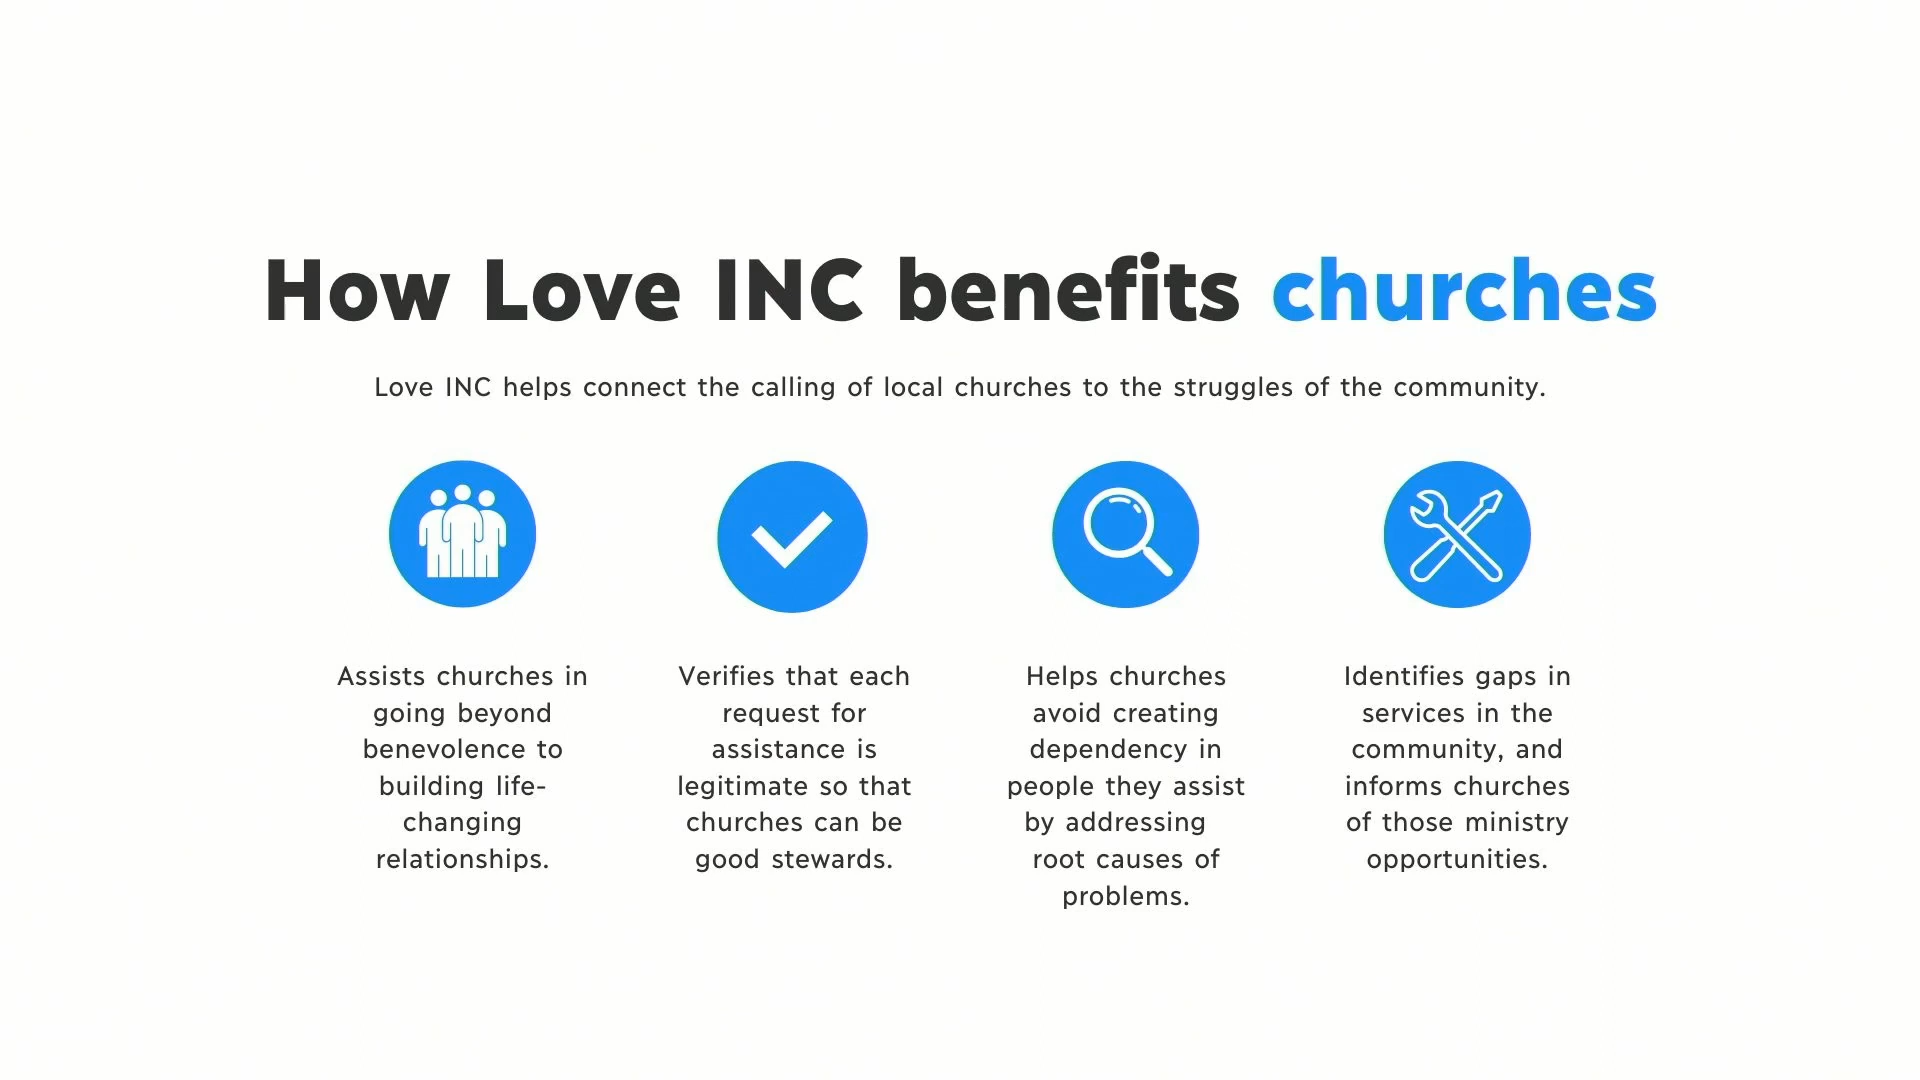 How Love INC benefits churches
Love INC helps connect the calling of local churches to the struggles of the community.
Assists churches in
going beyond
benevolence to
building life-
changing
relationships.
Verifies that each
request for
assistance is
legitimate so that
churches can be
good stewards.
Helps churches
avoid creating
dependency in
people they assist
by addressing
root causes of
problems.
Identifies gaps in
services in the
community, and
informs churches
of those ministry
opportunities.